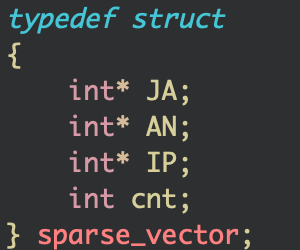 typedef struct
{
    int* JA;
    int* AN;
    int* IP;
    int cnt;
} sparse_vector;